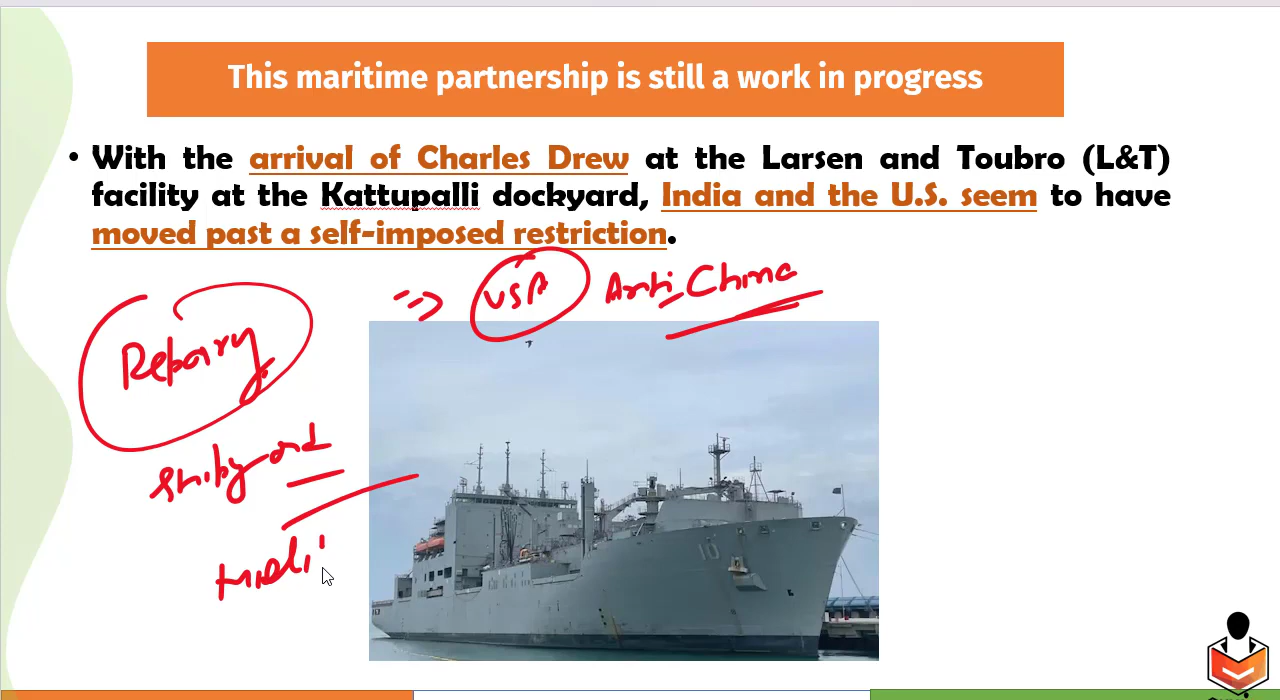 This maritime partnership is still a work in progress
• With the arrival of Charles Drew at the Larsen and Toubro (L&T)
facility at the Kattupalli dockyard, India and the U.S. seem to have
moved past a self-imposed restriction.
⇒ USA Anti China
Shipyard
10